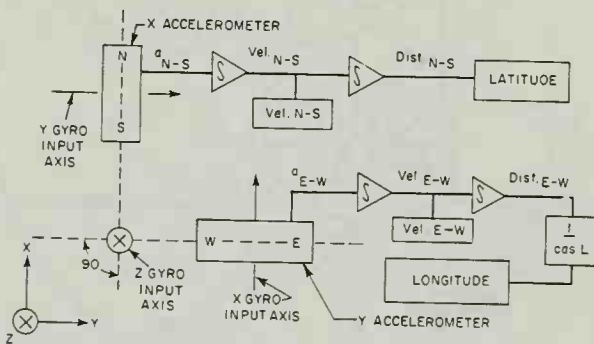 X ACCELEROMETER
N
S
a N-S
∫
Vel. N-S
Vel. N-S
∫
Dist. N-S
LATITUDE
Y GYRO
INPUT
AXIS
a E-W
∫
Vel E-W
Vel E-W
∫
Dist. E-W
1
cos L
LONGITUDE
W
E
X
90
Z GYRO
INPUT
AXIS
X GYRO
INPUT AXIS
Y ACCELEROMETER
Z
Y